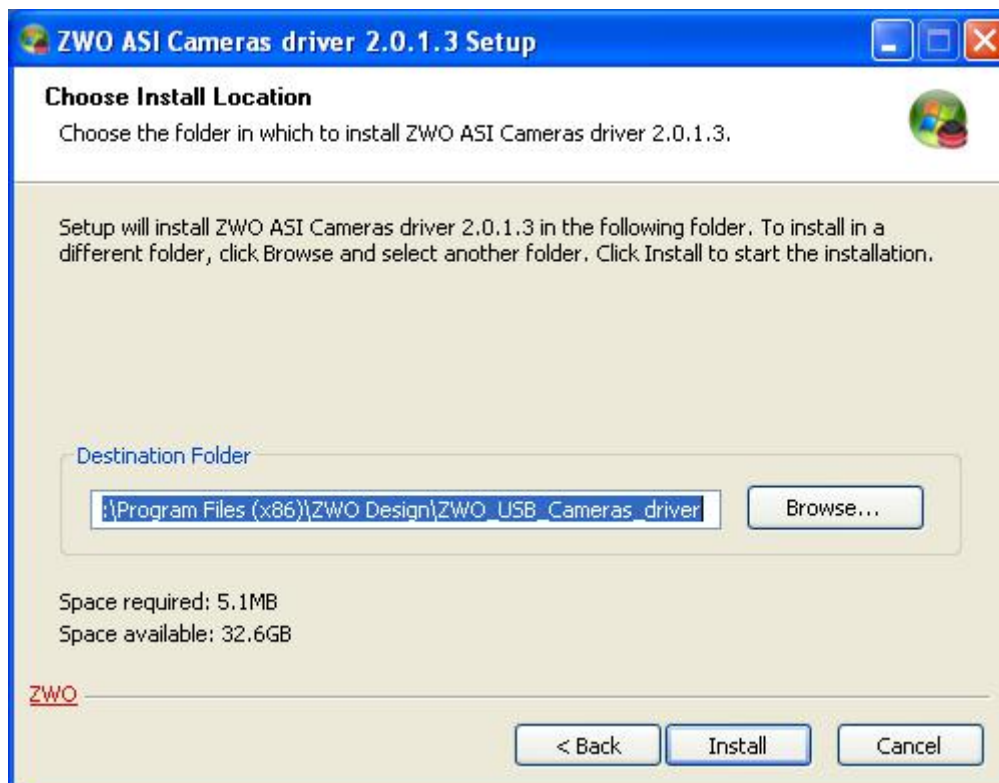 ZWO ASI Cameras driver 2.0.1.3 Setup
Choose Install Location
Choose the folder in which to install ZWO ASI Cameras driver 2.0.1.3.
Setup will install ZWO ASI Cameras driver 2.0.1.3 in the following folder. To install in a
different folder, click Browse and select another folder. Click Install to start the installation.
Destination Folder
:\Program Files (x86)\ZWO Design\ZWO_USB_Cameras_driver
Browse...
Space required: 5.1MB
Space available: 32.6GB
ZWO
< Back
Install
Cancel